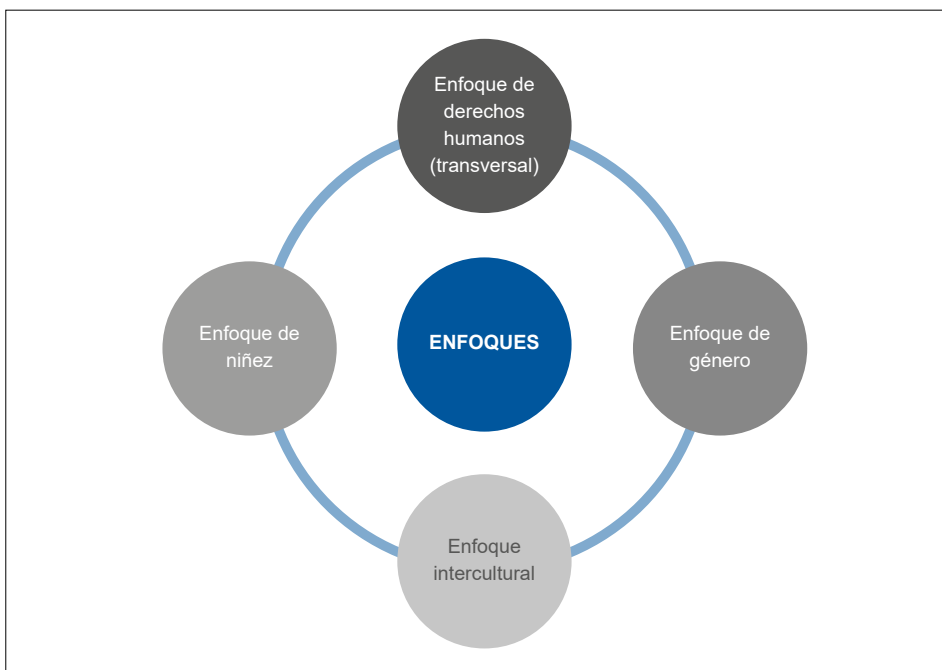 Enfoque de
derechos
humanos
(transversal)
Enfoque de
niñez
ENFOQUES
Enfoque de
género
Enfoque
intercultural